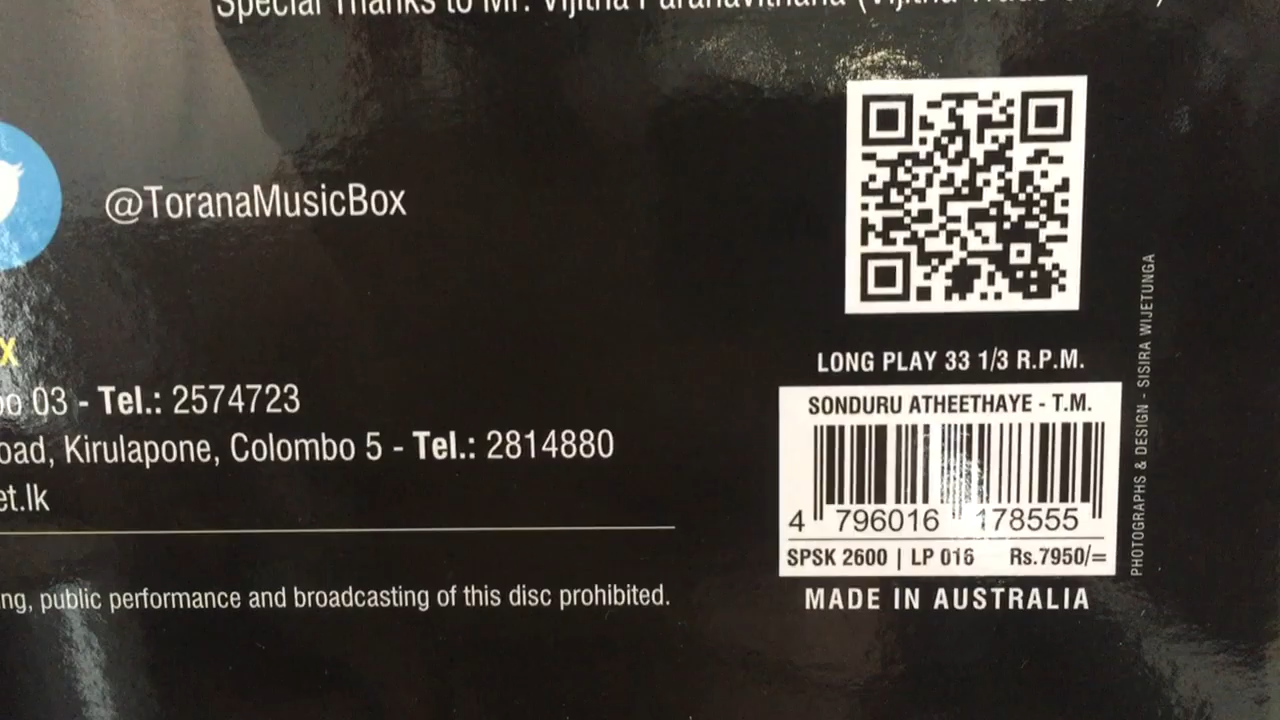 Special Thanks to Mr. Vijitha Paranavithana (Vijitha
@ToranaMusicBox
x
03 - Tel.: 2574723
oad, Kirulapone, Colombo 5 - Tel.: 2814880
et.lk
ng, public performance and broadcasting of this disc prohibited.
LONG PLAY 33 1/3 R.P.M.
SONDURU ATHEETHAYE - T.M.
4 796016 178555
SPSK 2600 | LP 016 Rs.7950/=
MADE IN AUSTRALIA
PHOTOGRAPHS & DESIGN - SISIRA WIJETUNGA